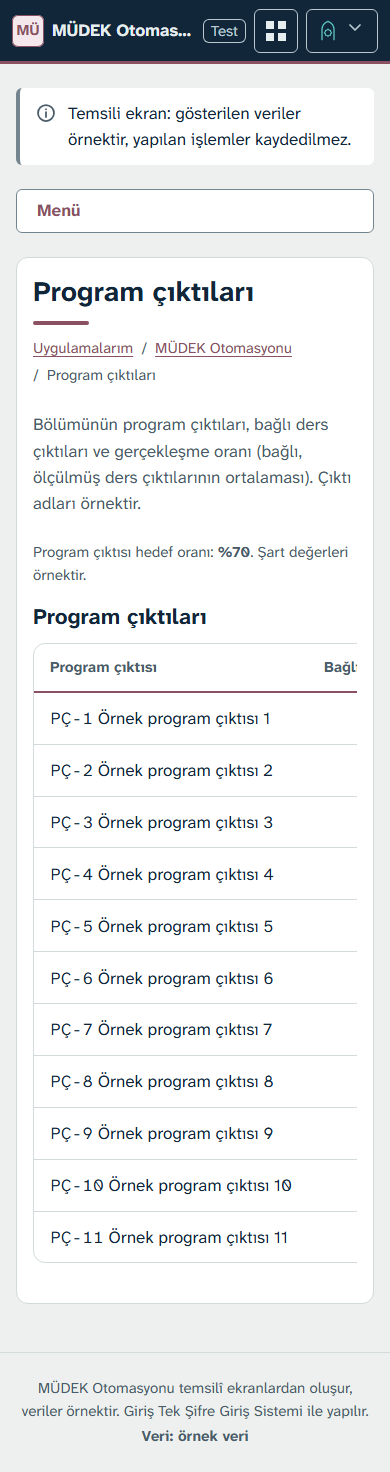 MÜ MÜDEK Otomas... Test
Temsili ekran: gösterilen veriler
örnektir, yapılan işlemler kaydedilmez.
Menü
Program çıktıları
Uygulamalarım / MÜDEK Otomasyonu
/ Program çıktıları
Bölümünün program çıktıları, bağlı ders
çıktıları ve gerçekleşme oranı (bağlı,
ölçülmüş ders çıktılarının ortalaması). Çıktı
adları örnektir.
Program çıktısı hedef oranı: %70. Şart değerleri
örnektir.
Program çıktıları
Program çıktısı Bağlı
PÇ-1 Örnek program çıktısı 1
PÇ-2 Örnek program çıktısı 2
PÇ-3 Örnek program çıktısı 3
PÇ-4 Örnek program çıktısı 4
PÇ-5 Örnek program çıktısı 5
PÇ-6 Örnek program çıktısı 6
PÇ-7 Örnek program çıktısı 7
PÇ-8 Örnek program çıktısı 8
PÇ-9 Örnek program çıktısı 9
PÇ-10 Örnek program çıktısı 10
PÇ-11 Örnek program çıktısı 11
MÜDEK Otomasyonu temsilî ekranlardan oluşur,
veriler örnektir. Giriş Tek Şifre Giriş Sistemi ile yapılır.
Veri: örnek veri